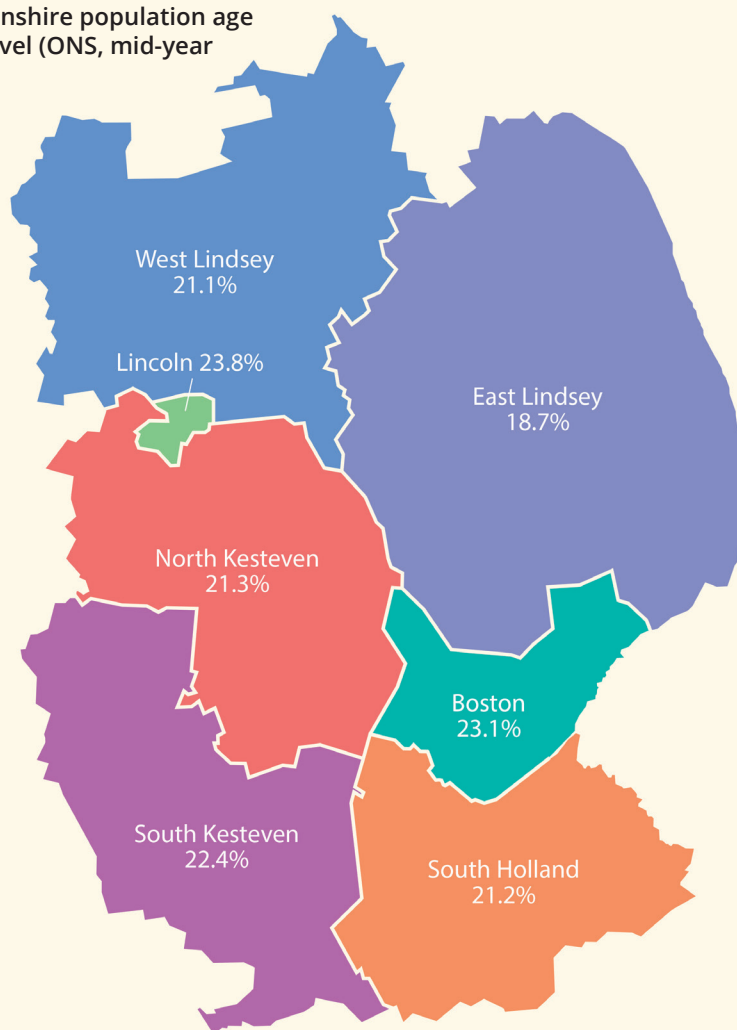 nshire population age
vel (ONS, mid-year
West Lindsey
21.1%
Lincoln 23.8%
East Lindsey
18.7%
North Kesteven
21.3%
Boston
23.1%
South Kesteven
22.4%
South Holland
21.2%